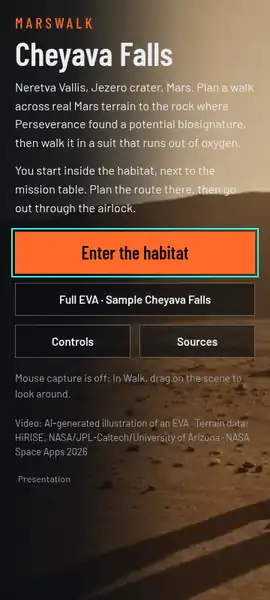 MARSWALK
Cheyava Falls
Neretva Vallis, Jezero crater, Mars. Plan a walk
across real Mars terrain to the rock where
Perseverance found a potential biosignature,
then walk it in a suit that runs out of oxygen.
You start inside the habitat, next to the
mission table. Plan the route there, then go
out through the airlock.
Enter the habitat
Full EVA · Sample Cheyava Falls
Controls
Sources
Mouse capture is off: in Walk, drag on the scene to
look around.
Video: AI-generated illustration of an EVA · Terrain data:
HiRISE, NASA/JPL-Caltech/University of Arizona · NASA
Space Apps 2026
Presentation